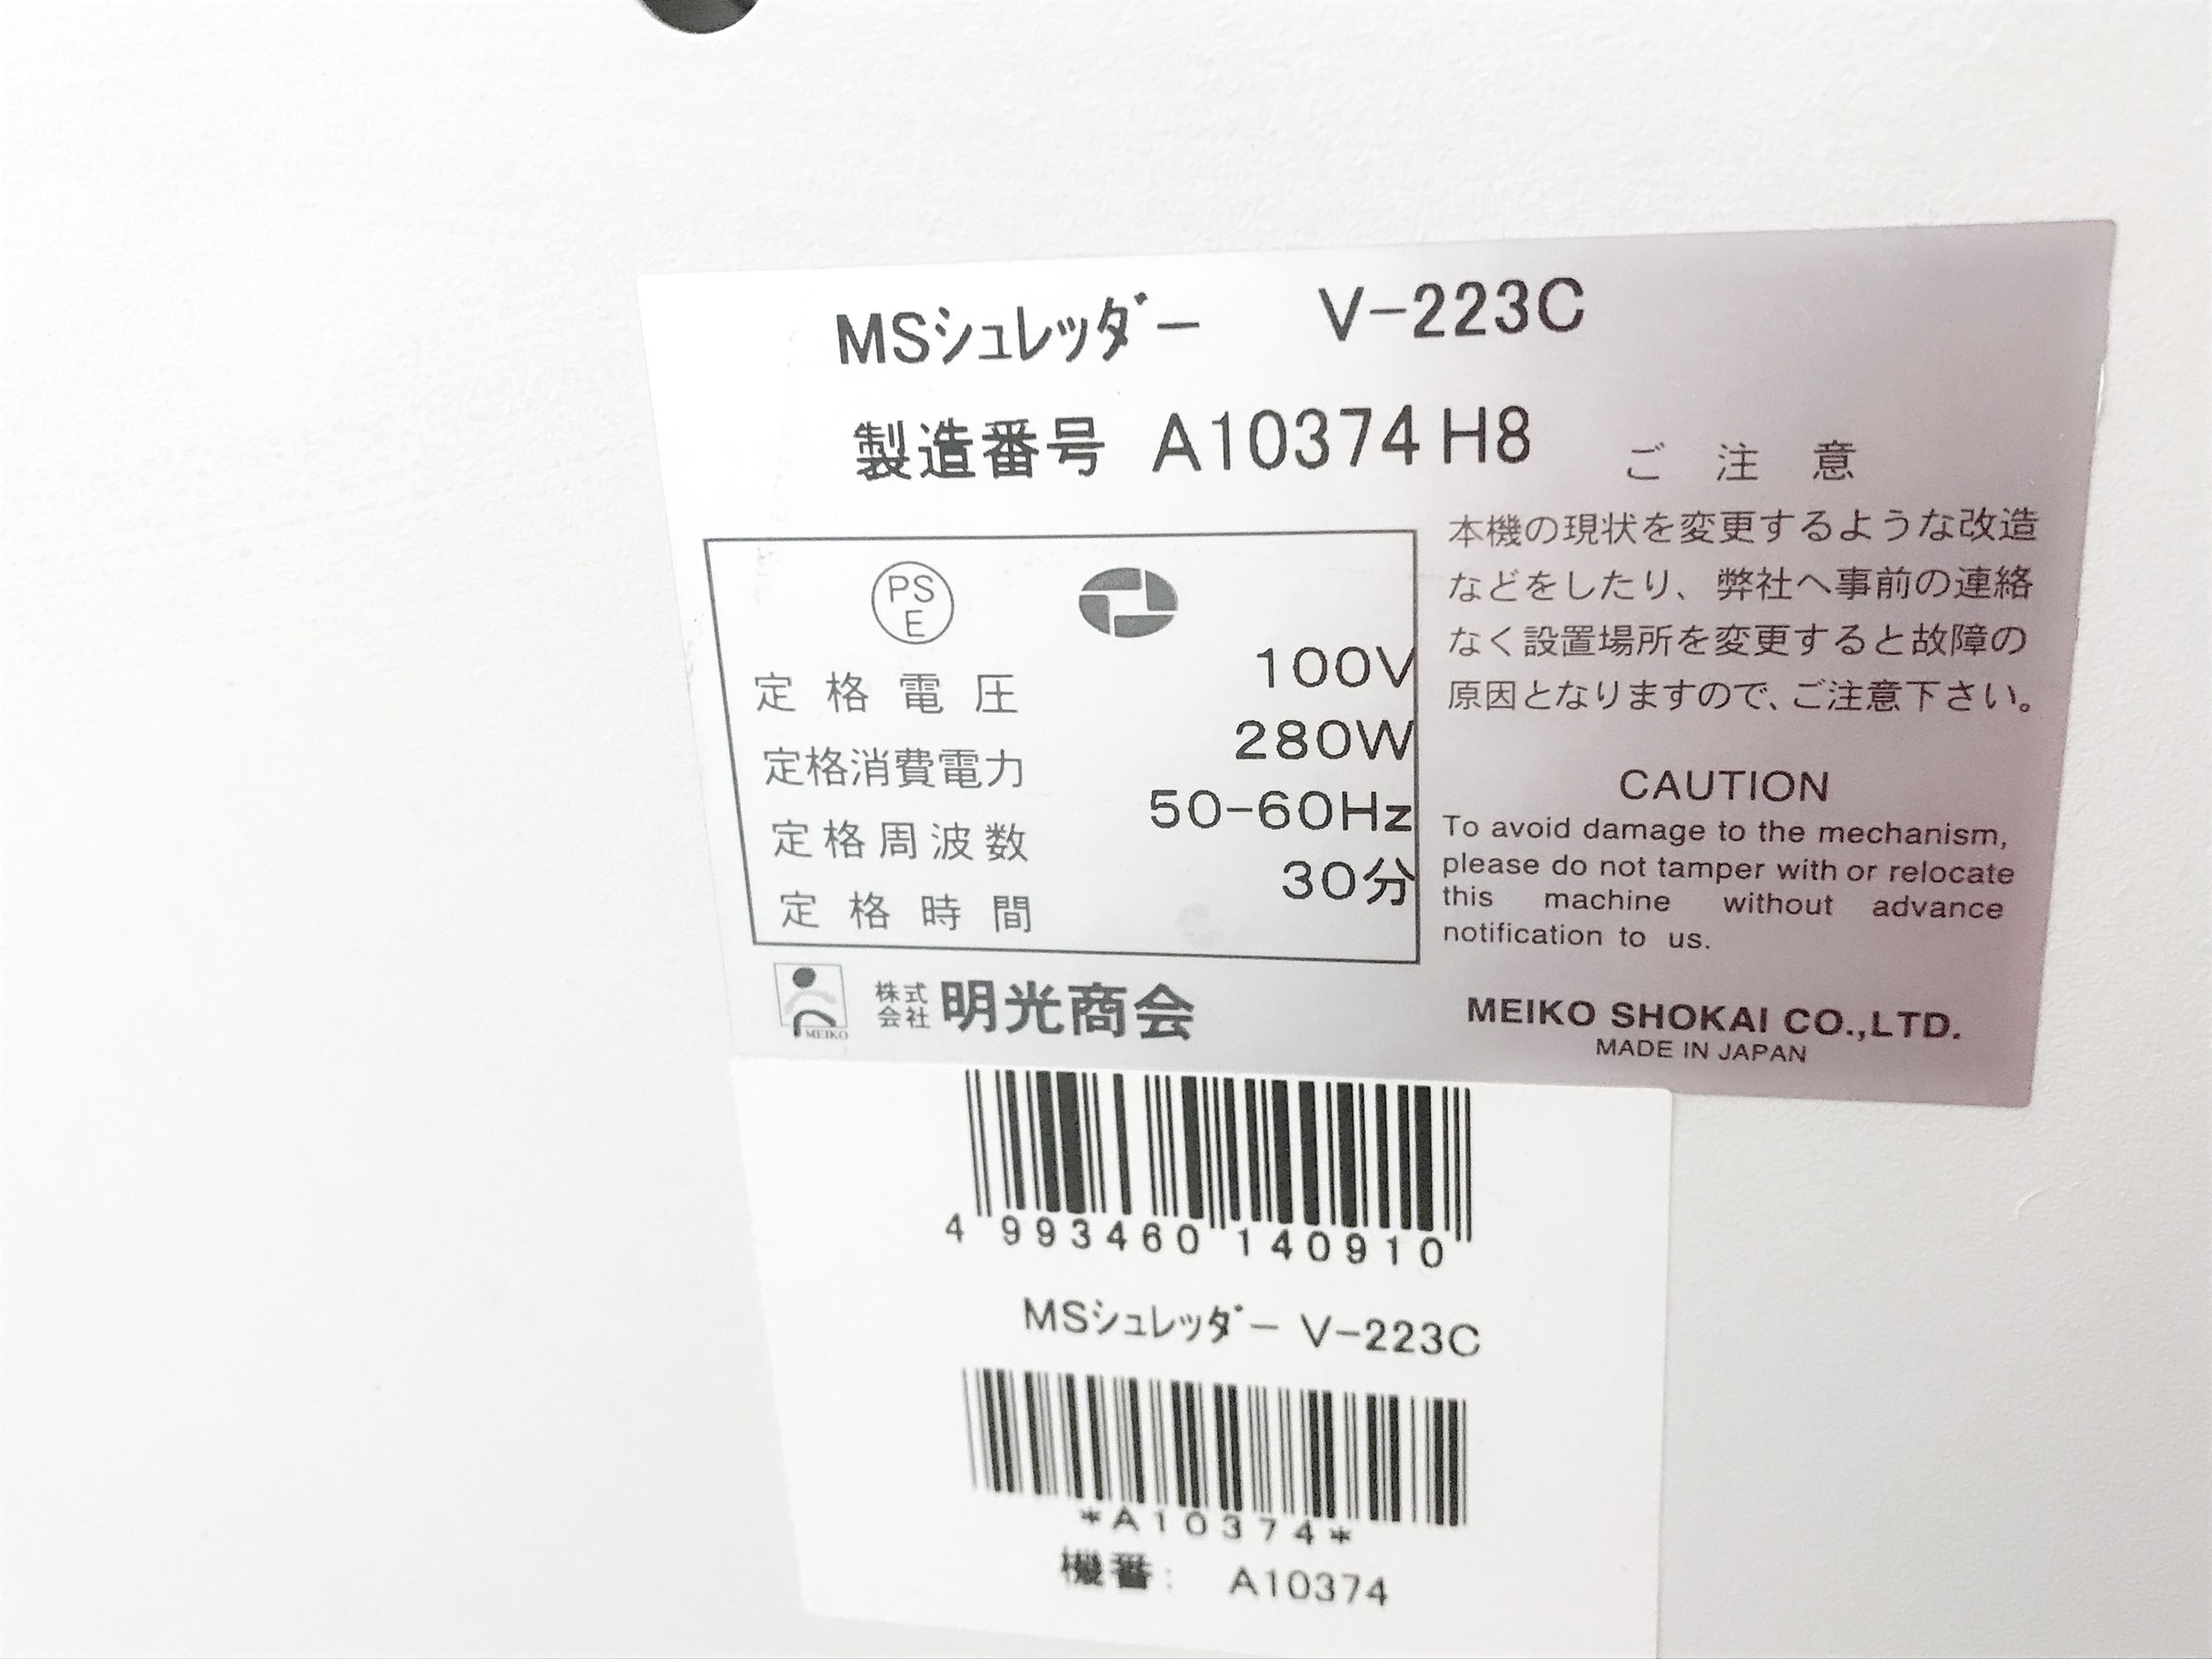 MSシュレッダー V-223C
製造番号 A10374 H8
PS
E
定格電圧 100V
定格消費電力 280W
定格周波数 50-60Hz
定格時間 30分
ご注意
本機の現状を変更するような改造
などをしたり、弊社へ事前の連絡
なく設置場所を変更すると故障の
原因となりますので、ご注意下さい。
CAUTION
To avoid damage to the mechanism,
please do not tamper with or relocate
this machine without advance
notification to us.
MEIKO
株式会社 明光商会
MEIKO SHOKAI CO.,LTD.
MADE IN JAPAN
4 993460 140910
MSシュレッダー V-223C
*A10374*
機番: A10374